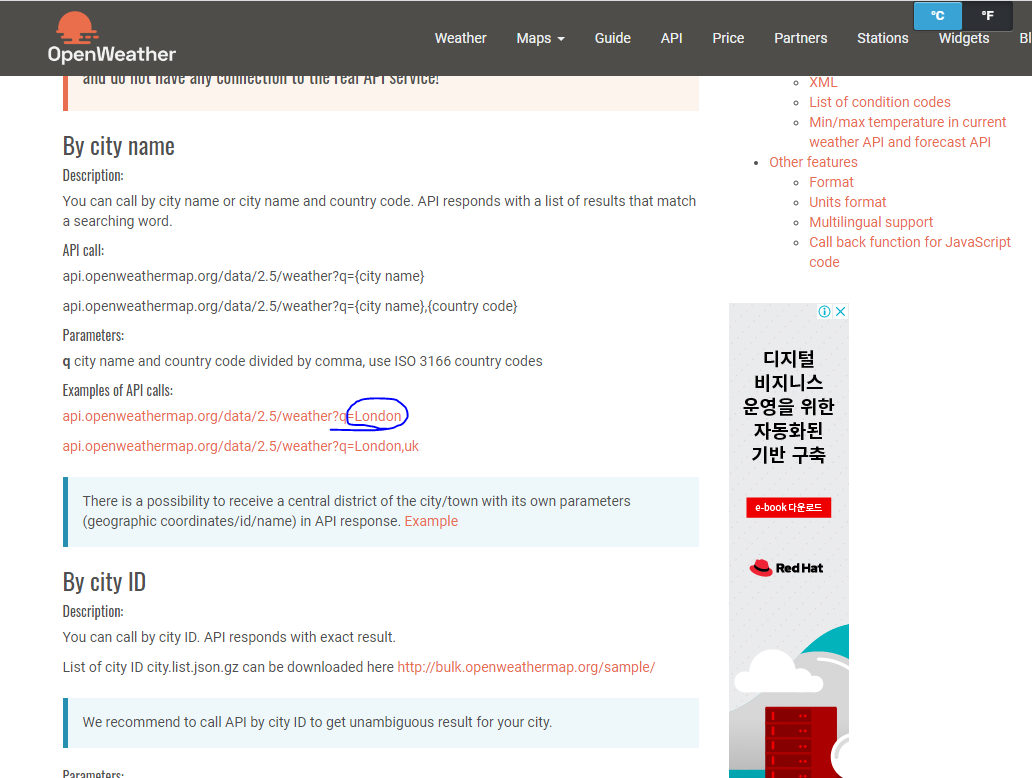 °C
°F
OpenWeather
Weather
Maps
Guide
API
Price
Partners
Stations
Widgets
Bl
and do not have any connection to the real API service!
By city name
Description:
You can call by city name or city name and country code. API responds with a list of results that match
a searching word.
API call:
api.openweathermap.org/data/2.5/weather?q={city name}
api.openweathermap.org/data/2.5/weather?q={city name},{country code}
Parameters:
q city name and country code divided by comma, use ISO 3166 country codes
Examples of API calls:
api.openweathermap.org/data/2.5/weather?q=London
api.openweathermap.org/data/2.5/weather?q=London,uk
There is a possibility to receive a central district of the city/town with its own parameters
(geographic coordinates/id/name) in API response. Example
By city ID
Description:
You can call by city ID. API responds with exact result.
List of city ID city.list.json.gz can be downloaded here http://bulk.openweathermap.org/sample/
We recommend to call API by city ID to get unambiguous result for your city.
Parameters:
XML
List of condition codes
Min/max temperature in current
weather API and forecast API
Other features
Format
Units format
Multilingual support
Call back function for JavaScript
code
디지털
비지니스
운영을 위한
자동화된
기반 구축
e-book 다운로드
Red Hat